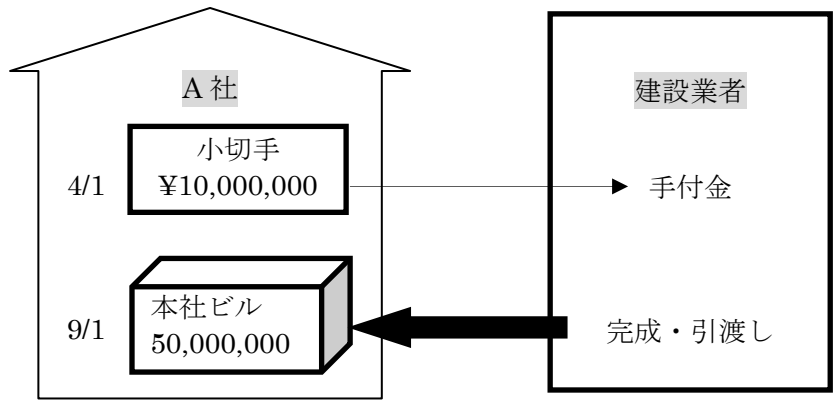 A社
建設業者
小切手
4/1
¥10,000,000
手付金
本社ビル
9/1
50,000,000
完成・引渡し